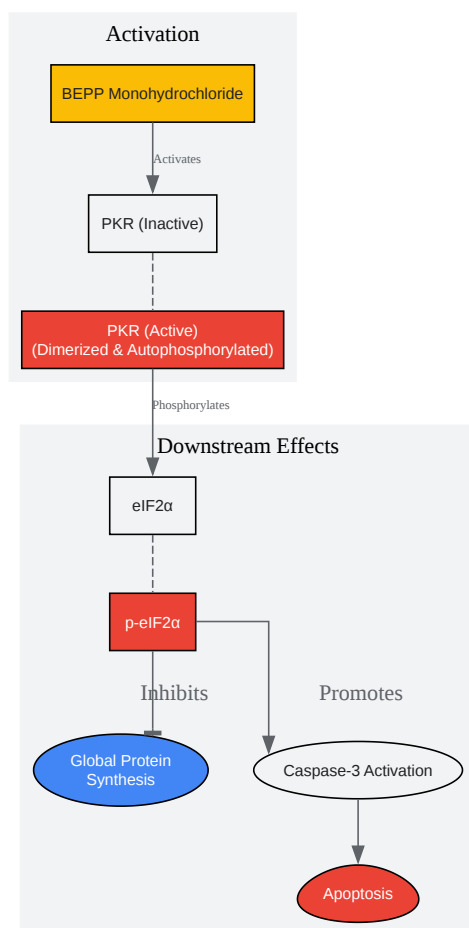 Activation
BEPP Monohydrochloride
Activates
PKR (Inactive)
PKR (Active)
(Dimerized & Autophosphorylated)
Phosphorylates
Downstream Effects
eIF2α
p-eIF2α
Inhibits
Promotes
Global Protein
Synthesis
Caspase-3 Activation
Apoptosis